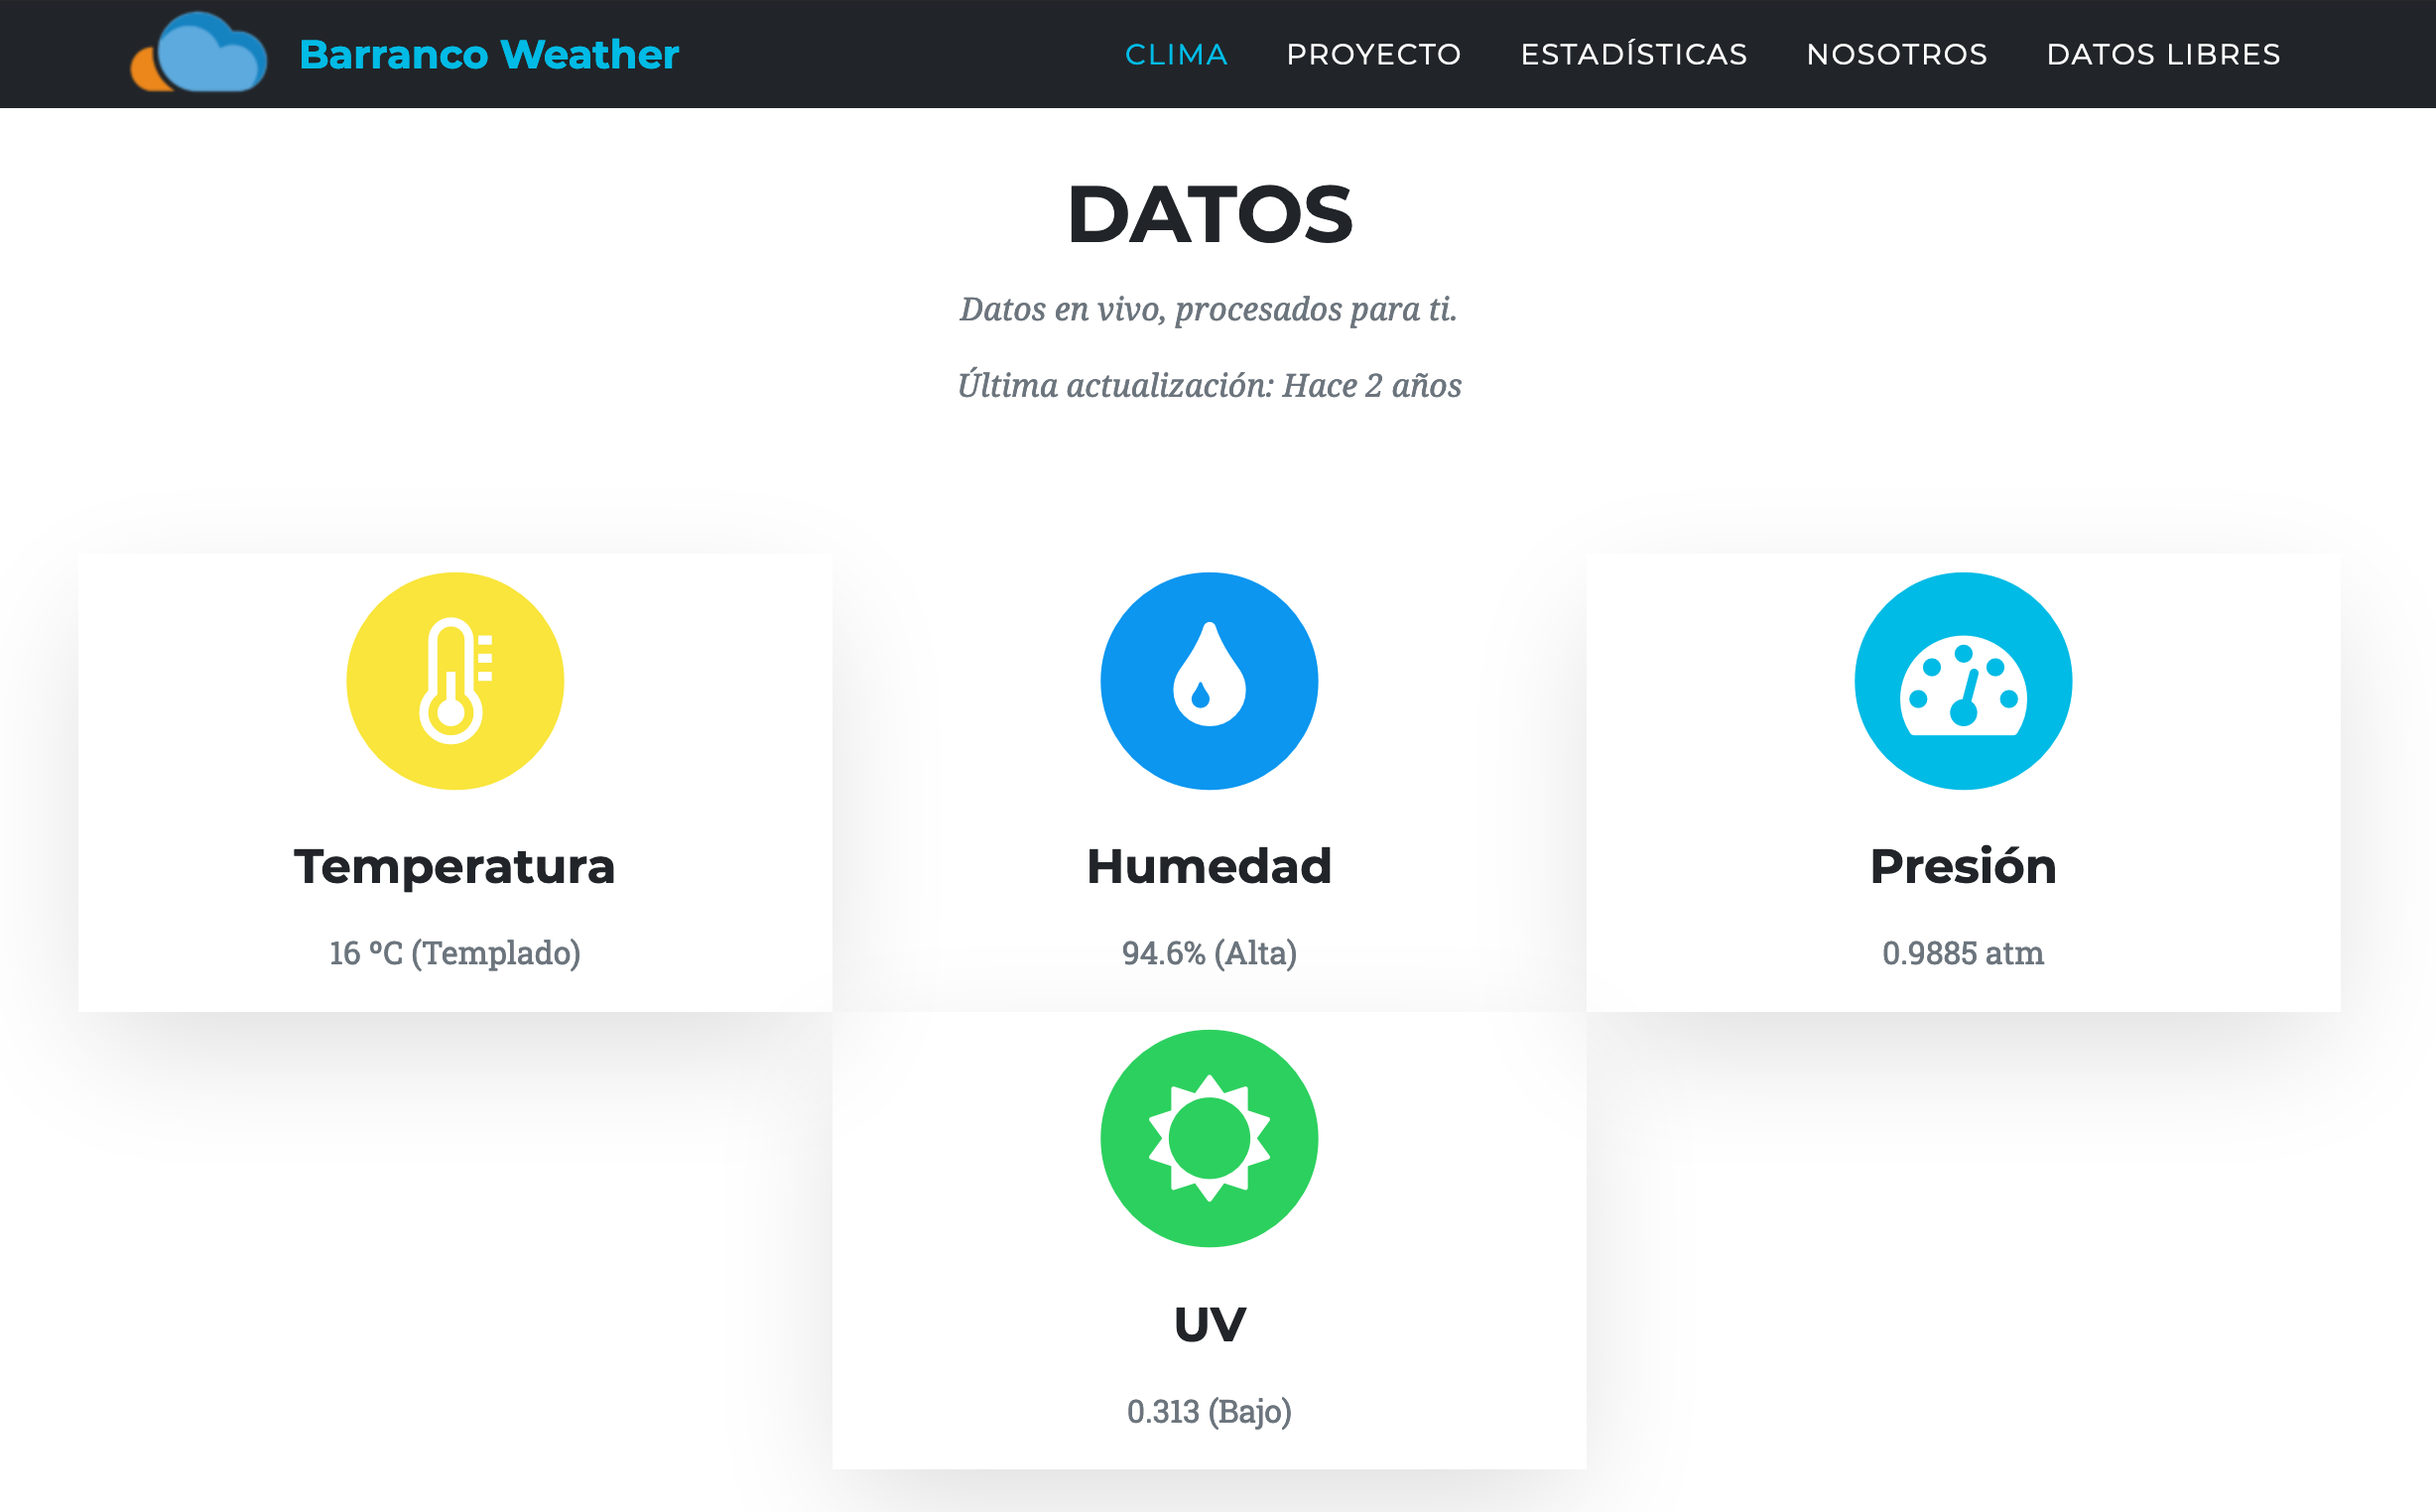 Barranco Weather
CLIMA
PROYECTO
ESTADÍSTICAS
NOSOTROS
DATOS LIBRES
DATOS
Datos en vivo, procesados para ti.
Última actualización: Hace 2 años
Temperatura
16 ºC (Templado)
Humedad
94.6% (Alta)
Presión
0.9885 atm
UV
0.313 (Bajo)